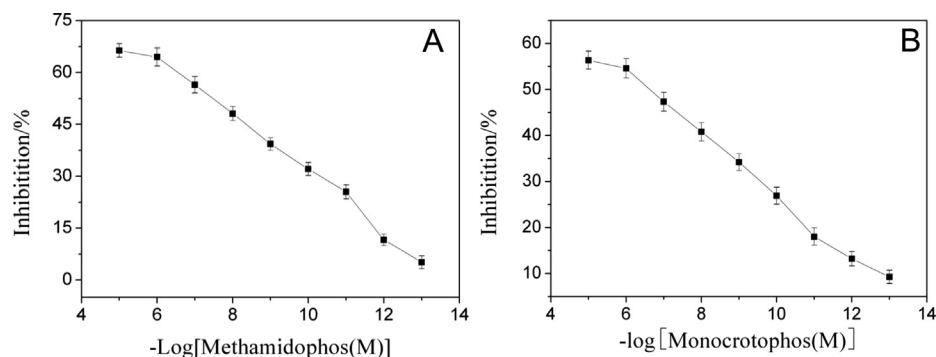 A
75
60
45
30
15
0
Inhibitition/%
4 6 8 10 12 14
-Log[Methamidophos(M)]
B
60
50
40
30
20
10
Inhibitition/%
4 6 8 10 12 14
-log[Monocrotophos(M)]